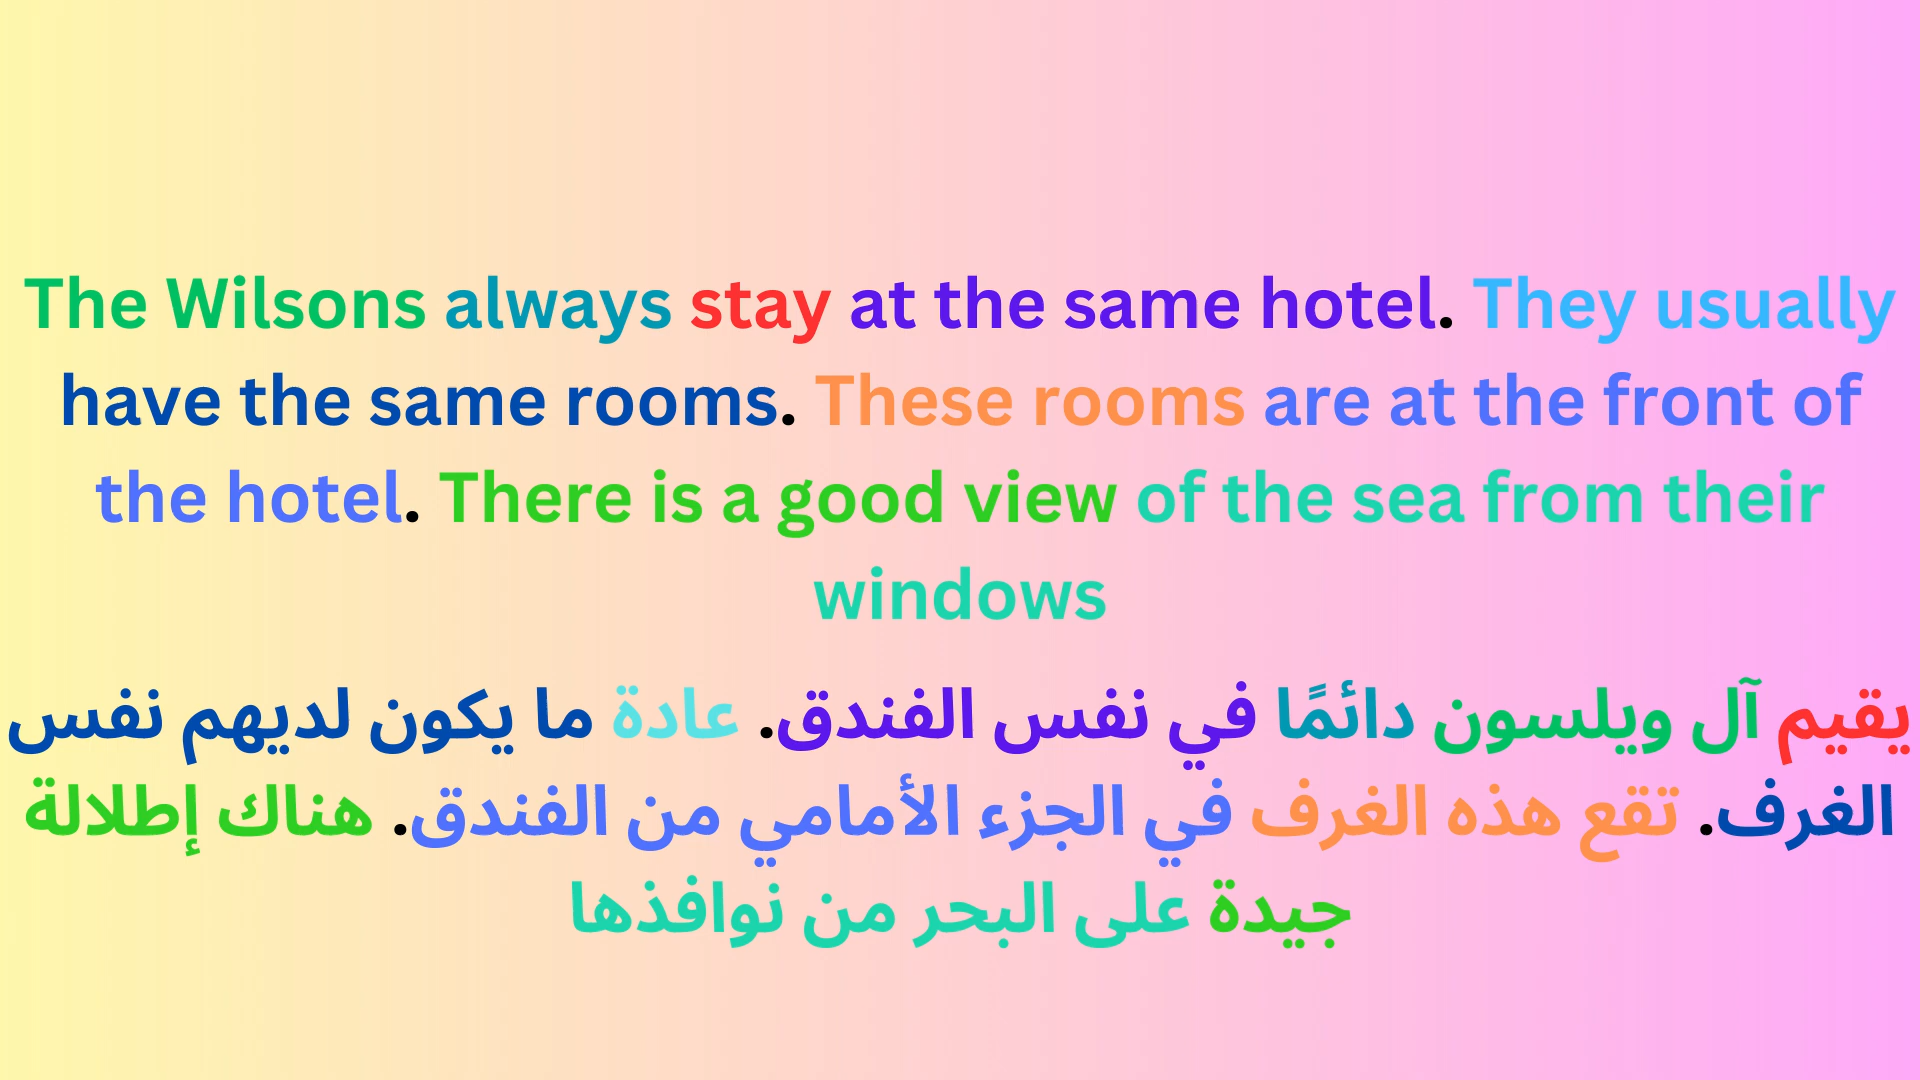 The Wilsons always stay at the same hotel. They usually
have the same rooms. These rooms are at the front of
the hotel. There is a good view of the sea from their
windows
يقيم آل ويلسون دائمًا في نفس الفندق. عادة ما يكون لديهم نفس
الغرف. تقع هذه الغرف في الجزء الأمامي من الفندق. هناك إطلالة
جيدة على البحر من نوافذها